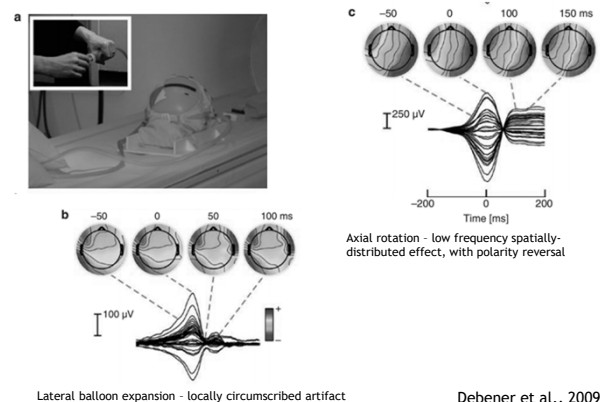 a
b
-50
0
50
100 ms
100 µV
+
–
Lateral balloon expansion - locally circumscribed artifact
c
-50
0
100
150 ms
250 µV
–200
0
200
Time [ms]
Axial rotation - low frequency spatially-
distributed effect, with polarity reversal
Debener et al., 2009